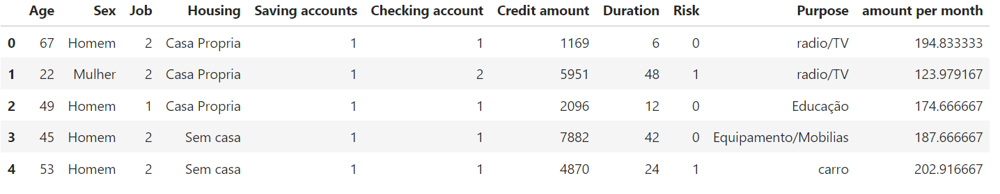 Age Sex Job Housing Saving accounts Checking account Credit amount Duration Risk Purpose amount per month
0 67 Homem 2 Casa Propria 1 1 1169 6 0 radio/TV 194.833333
1 22 Mulher 2 Casa Propria 1 2 5951 48 1 radio/TV 123.979167
2 49 Homem 1 Casa Propria 1 1 2096 12 0 Educação 174.666667
3 45 Homem 2 Sem casa 1 1 7882 42 0 Equipamento/Mobilias 187.666667
4 53 Homem 2 Sem casa 1 1 4870 24 1 carro 202.916667